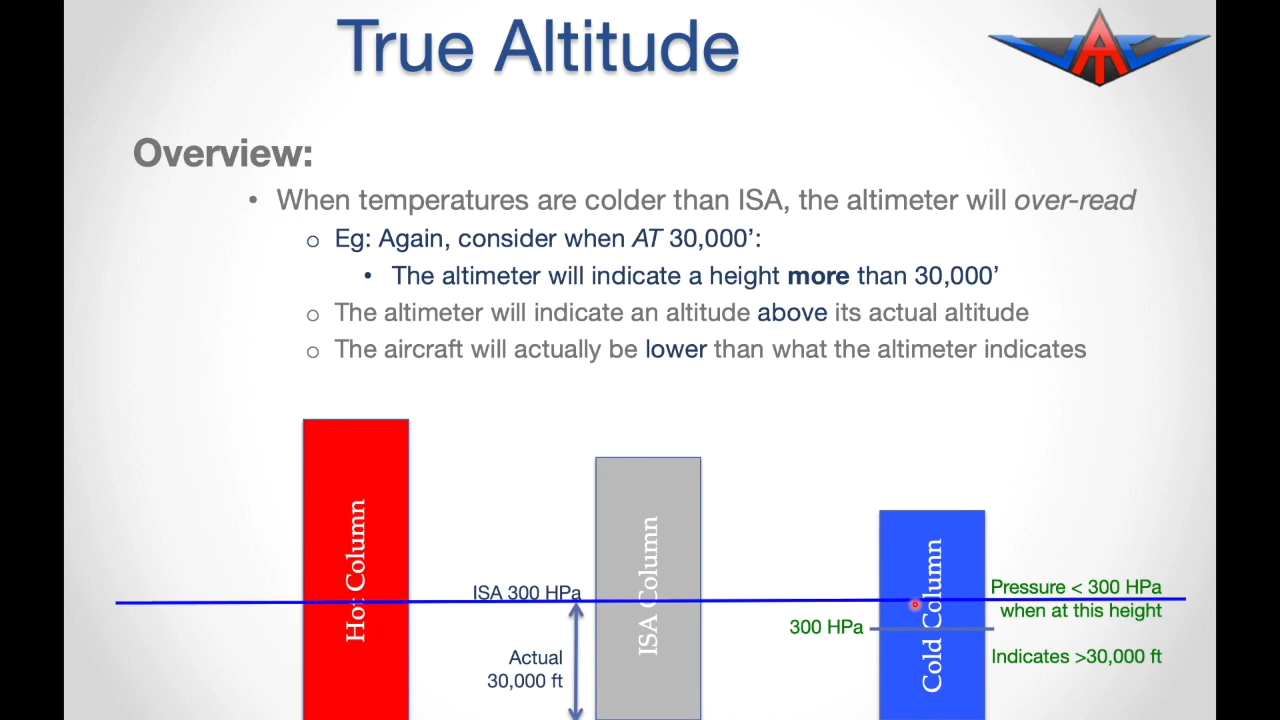 True Altitude
Overview:
• When temperatures are colder than ISA, the altimeter will over-read
o Eg: Again, consider when AT 30,000’:
• The altimeter will indicate a height more than 30,000’
o The altimeter will indicate an altitude above its actual altitude
o The aircraft will actually be lower than what the altimeter indicates
Hot Column
ISA 300 HPa
Actual
30,000 ft
ISA Column
300 HPa
Cold Column
Pressure < 300 HPa
when at this height
Indicates >30,000 ft